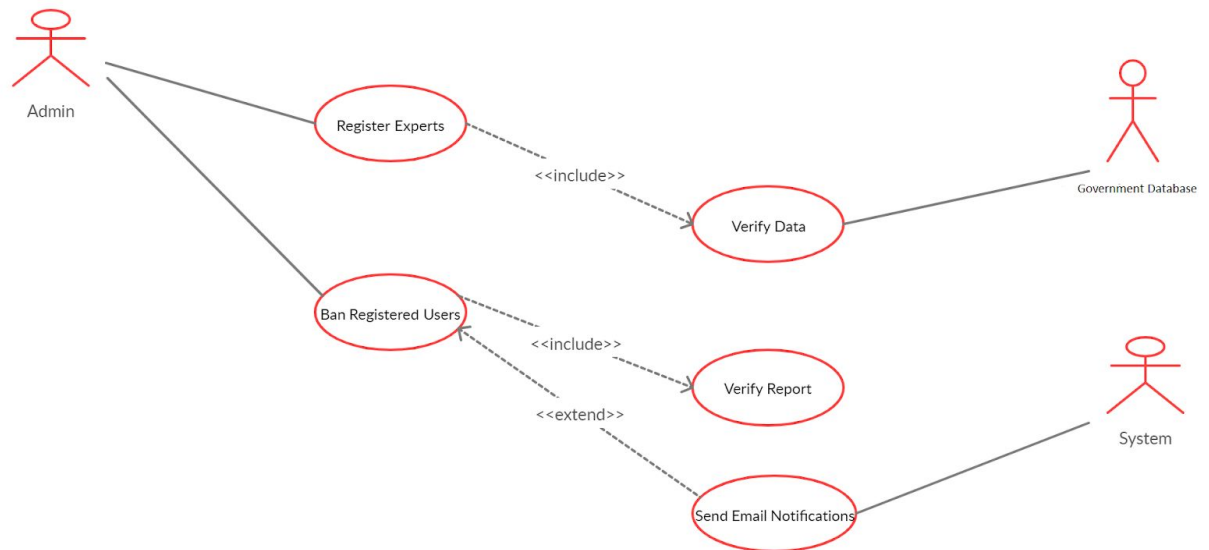 Admin
Register Experts
<<include>>
Government Database
Verify Data
Ban Registered Users
<<include>>
Verify Report
<<extend>>
System
Send Email Notifications